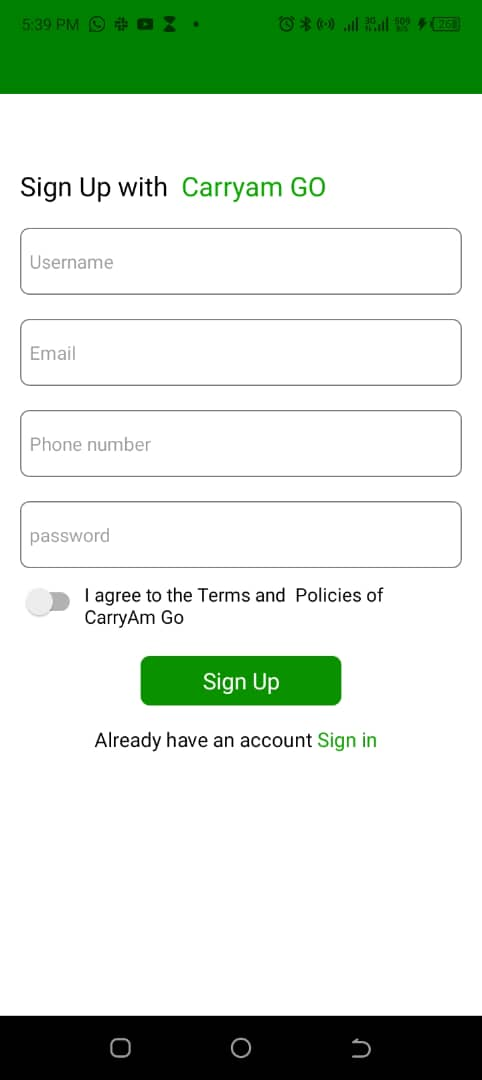 5:39 PM
Sign Up with Carryam GO
Username
Email
Phone number
password
I agree to the Terms and Policies of
CarryAm Go
Sign Up
Already have an account Sign in